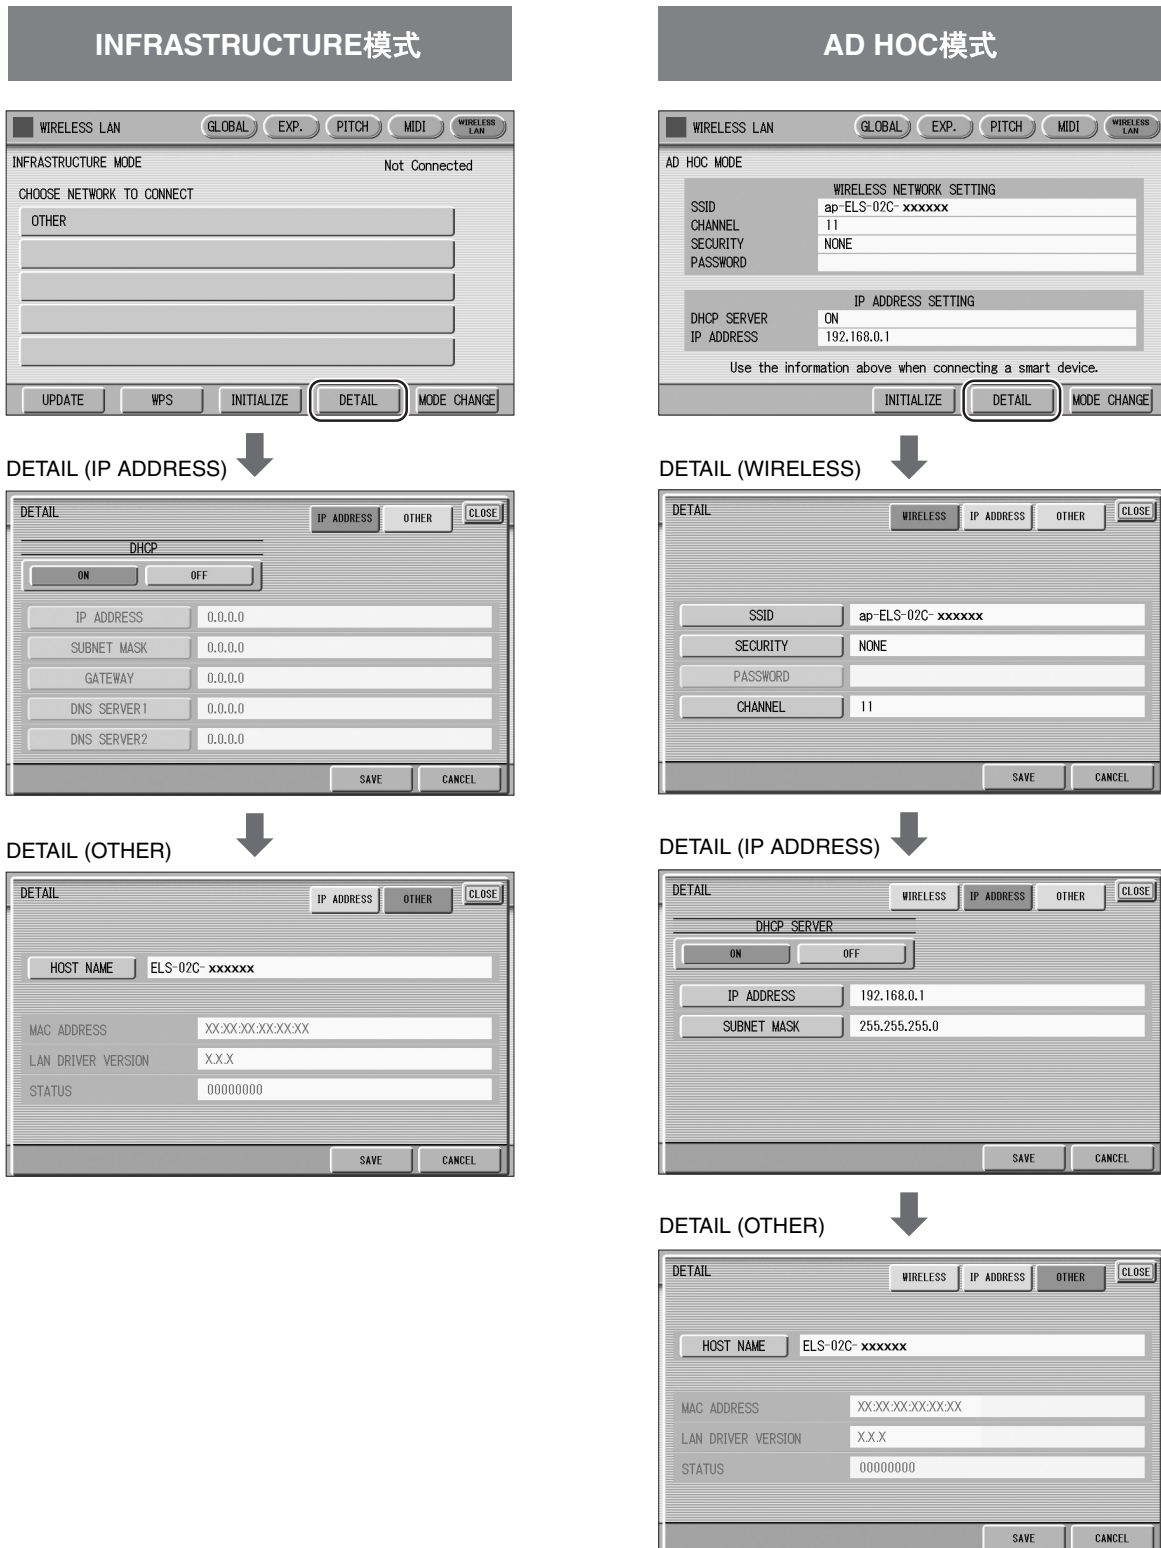 INFRASTRUCTURE模式
WIRELESS LAN GLOBAL EXP. PITCH MIDI WIRELESS LAN
INFRASTRUCTURE MODE Not Connected
CHOOSE NETWORK TO CONNECT
OTHER
UPDATE WPS INITIALIZE DETAIL MODE CHANGE
DETAIL (IP ADDRESS)
DETAIL IP ADDRESS OTHER CLOSE
DHCP
ON OFF
IP ADDRESS 0.0.0.0
SUBNET MASK 0.0.0.0
GATEWAY 0.0.0.0
DNS SERVER1 0.0.0.0
DNS SERVER2 0.0.0.0
SAVE CANCEL
DETAIL (OTHER)
DETAIL IP ADDRESS OTHER CLOSE
HOST NAME ELS-02C-xxxxxx
MAC ADDRESS XX:XX:XX:XX:XX:XX
LAN DRIVER VERSION X.X.X
STATUS 00000000
SAVE CANCEL
AD HOC模式
WIRELESS LAN GLOBAL EXP. PITCH MIDI WIRELESS LAN
AD HOC MODE
WIRELESS NETWORK SETTING
SSID ap-ELS-02C-xxxxxx
CHANNEL 11
SECURITY NONE
PASSWORD
IP ADDRESS SETTING
DHCP SERVER ON
IP ADDRESS 192.168.0.1
Use the information above when connecting a smart device.
INITIALIZE DETAIL MODE CHANGE
DETAIL (WIRELESS)
DETAIL WIRELESS IP ADDRESS OTHER CLOSE
SSID ap-ELS-02C-xxxxxx
SECURITY NONE
PASSWORD
CHANNEL 11
SAVE CANCEL
DETAIL (IP ADDRESS)
DETAIL WIRELESS IP ADDRESS OTHER CLOSE
DHCP SERVER
ON OFF
IP ADDRESS 192.168.0.1
SUBNET MASK 255.255.255.0
SAVE CANCEL
DETAIL (OTHER)
DETAIL WIRELESS IP ADDRESS OTHER CLOSE
HOST NAME ELS-02C-xxxxxx
MAC ADDRESS XX:XX:XX:XX:XX:XX
LAN DRIVER VERSION X.X.X
STATUS 00000000
SAVE CANCEL